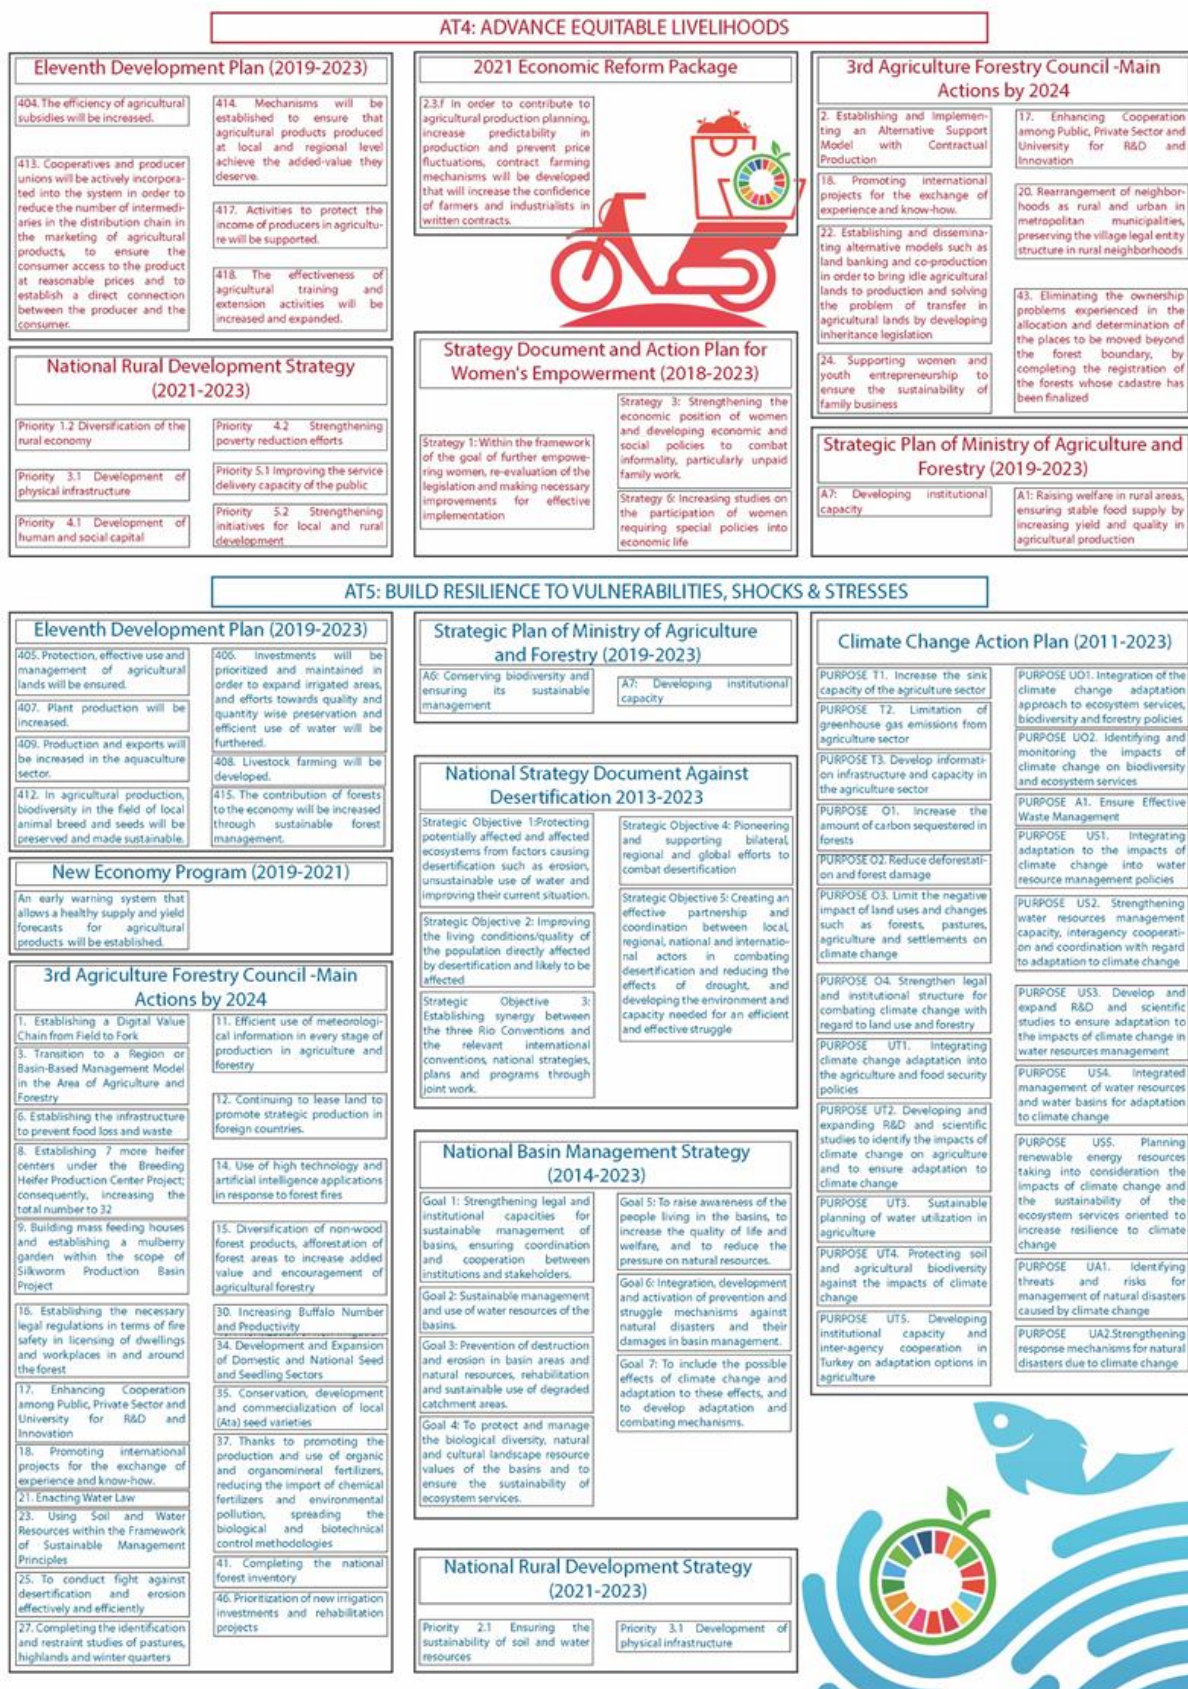 AT4: ADVANCE EQUITABLE LIVELIHOODS
Eleventh Development Plan (2019-2023)
404. The efficiency of agricultural
subsidies will be increased.
413. Cooperatives and producer
unions will be actively incorpora-
ted into the system in order to
reduce the number of intermedi-
aries in the distribution chain in
the marketing of agricultural
products, to ensure the
consumer access to the product
at reasonable prices and to
establish a direct connection
between the producer and the
consumer.
414. Mechanisms will be
established to ensure that
agricultural products produced
at local and regional level
achieve the added-value they
deserve.
417. Activities to protect the
income of producers in agricultu-
re will be supported.
418. The effectiveness of
agricultural training and
extension activities will be
increased and expanded.
National Rural Development Strategy
(2021-2023)
Priority 1.2 Diversification of the
rural economy
Priority 3.1 Development of
physical infrastructure
Priority 4.1 Development of
human and social capital
Priority 4.2 Strengthening
poverty reduction efforts
Priority 5.1 Improving the service
delivery capacity of the public
Priority 5.2 Strengthening
initiatives for local and rural
development
2021 Economic Reform Package
2.3.f In order to contribute to
agricultural production planning,
increase predictability in
production and prevent price
fluctuations, contract farming
mechanisms will be developed
that will increase the confidence
of farmers and industrialists in
written contracts.
Strategy Document and Action Plan for
Women's Empowerment (2018-2023)
Strategy 1: Within the framework
of the goal of further empowe-
ring women, re-evaluation of the
legislation and making necessary
improvements for effective
implementation
Strategy 3: Strengthening the
economic position of women
and developing economic and
social policies to combat
informality, particularly unpaid
family work.
Strategy 6: Increasing studies on
the participation of women
requiring special policies into
economic life
3rd Agriculture Forestry Council -Main
Actions by 2024
2. Establishing and Implemen-
ting an Alternative Support
Model with Contractual
Production
18. Promoting international
projects for the exchange of
experience and know-how.
22. Establishing and dissemina-
ting alternative models such as
land banking and co-production
in order to bring idle agricultural
lands to production and solving
the problem of transfer in
agricultural lands by developing
inheritance legislation
24. Supporting women and
youth entrepreneurship to
ensure the sustainability of
family business
17. Enhancing Cooperation
among Public, Private Sector and
University for R&D and
Innovation
20. Rearrangement of neighbor-
hoods as rural and urban in
metropolitan municipalities,
preserving the village legal entity
structure in rural neighborhoods
43. Eliminating the ownership
problems experienced in the
allocation and determination of
the places to be moved beyond
the forest boundary, by
completing the registration of
the forests whose cadastre has
been finalized
Strategic Plan of Ministry of Agriculture and
Forestry (2019-2023)
A7: Developing institutional
capacity
A1: Raising welfare in rural areas,
ensuring stable food supply by
increasing yield and quality in
agricultural production
AT5: BUILD RESILIENCE TO VULNERABILITIES, SHOCKS & STRESSES
Eleventh Development Plan (2019-2023)
405. Protection, effective use and
management of agricultural
lands will be ensured.
407. Plant production will be
increased.
409. Production and exports will
be increased in the aquaculture
sector.
412. In agricultural production,
biodiversity in the field of local
animal breed and seeds will be
preserved and made sustainable.
406. Investments will be
prioritized and maintained in
order to expand irrigated areas,
and efforts towards quality and
quantity wise preservation and
efficient use of water will be
furthered.
408. Livestock farming will be
developed.
415. The contribution of forests
to the economy will be increased
through sustainable forest
management.
New Economy Program (2019-2021)
An early warning system that
allows a healthy supply and yield
forecasts for agricultural
products will be established.
3rd Agriculture Forestry Council -Main
Actions by 2024
1. Establishing a Digital Value
Chain from Field to Fork
3. Transition to a Region or
Basin-Based Management Model
in the Area of Agriculture and
Forestry
6. Establishing the infrastructure
to prevent food loss and waste
8. Establishing 7 more heifer
centers under the Breeding
Heifer Production Center Project;
consequently, increasing the
total number to 32
9. Building mass feeding houses
and establishing a mulberry
garden within the scope of
Silkworm Production Basin
Project
16. Establishing the necessary
legal regulations in terms of fire
safety in licensing of dwellings
and workplaces in and around
the forest
17. Enhancing Cooperation
among Public, Private Sector and
University for R&D and
Innovation
18. Promoting international
projects for the exchange of
experience and know-how.
21. Enacting Water Law
23. Using Soil and Water
Resources within the Framework
of Sustainable Management
Principles
25. To conduct fight against
desertification and erosion
effectively and efficiently
27. Completing the identification
and restraint studies of pastures,
highlands and winter quarters
11. Efficient use of meteorologi-
cal information in every stage of
production in agriculture and
forestry
12. Continuing to lease land to
promote strategic production in
foreign countries.
14. Use of high technology and
artificial intelligence applications
in response to forest fires
15. Diversification of non-wood
forest products, afforestation of
forest areas to increase added
value and encouragement of
agricultural forestry
30. Increasing Buffalo Number
and Productivity
34. Development and Expansion
of Domestic and National Seed
and Seedling Sectors
35. Conservation, development
and commercialization of local
(Ata) seed varieties
37. Thanks to promoting the
production and use of organic
and organomineral fertilizers,
reducing the import of chemical
fertilizers and environmental
pollution, spreading the
biological and biotechnical
control methodologies
41. Completing the national
forest inventory
46. Prioritization of new irrigation
investments and rehabilitation
projects
Strategic Plan of Ministry of Agriculture
and Forestry (2019-2023)
A6: Conserving biodiversity and
ensuring its sustainable
management
A7: Developing institutional
capacity
National Strategy Document Against
Desertification 2013-2023
Strategic Objective 1:Protecting
potentially affected and affected
ecosystems from factors causing
desertification such as erosion,
unsustainable use of water and
improving their current situation.
Strategic Objective 2: Improving
the living conditions/quality of
the population directly affected
by desertification and likely to be
affected
Strategic Objective 3:
Establishing synergy between
the three Rio Conventions and
the relevant international
conventions, national strategies,
plans and programs through
joint work.
Strategic Objective 4: Pioneering
and supporting bilateral,
regional and global efforts to
combat desertification
Strategic Objective 5: Creating an
effective partnership and
coordination between local,
regional, national and internatio-
nal actors in combating
desertification and reducing the
effects of drought, and
developing the environment and
capacity needed for an efficient
and effective struggle
National Basin Management Strategy
(2014-2023)
Goal 1: Strengthening legal and
institutional capacities for
sustainable management of
basins, ensuring coordination
and cooperation between
institutions and stakeholders.
Goal 2: Sustainable management
and use of water resources of the
basins.
Goal 3: Prevention of destruction
and erosion in basin areas and
natural resources, rehabilitation
and sustainable use of degraded
catchment areas.
Goal 4: To protect and manage
the biological diversity, natural
and cultural landscape resource
values of the basins and to
ensure the sustainability of
ecosystem services.
Goal 5: To raise awareness of the
people living in the basins, to
increase the quality of life and
welfare, and to reduce the
pressure on natural resources.
Goal 6: Integration, development
and activation of prevention and
struggle mechanisms against
natural disasters and their
damages in basin management.
Goal 7: To include the possible
effects of climate change and
adaptation to these effects, and
to develop adaptation and
combating mechanisms.
National Rural Development Strategy
(2021-2023)
Priority 2.1 Ensuring the
sustainability of soil and water
resources
Priority 3.1 Development of
physical infrastructure
Climate Change Action Plan (2011-2023)
PURPOSE T1. Increase the sink
capacity of the agriculture sector
PURPOSE T2. Limitation of
greenhouse gas emissions from
agriculture sector
PURPOSE T3. Develop informati-
on infrastructure and capacity in
the agriculture sector
PURPOSE O1. Increase the
amount of carbon sequestered in
forests
PURPOSE O2. Reduce deforestati-
on and forest damage
PURPOSE O3. Limit the negative
impact of land uses and changes
such as forests, pastures,
agriculture and settlements on
climate change
PURPOSE O4. Strengthen legal
and institutional structure for
combating climate change with
regard to land use and forestry
PURPOSE UT1. Integrating
climate change adaptation into
the agriculture and food security
policies
PURPOSE UT2. Developing and
expanding R&D and scientific
studies to identify the impacts of
climate change on agriculture
and to ensure adaptation to
climate change
PURPOSE UT3. Sustainable
planning of water utilization in
agriculture
PURPOSE UT4. Protecting soil
and agricultural biodiversity
against the impacts of climate
change
PURPOSE UT5. Developing
institutional capacity and
inter-agency cooperation in
Turkey on adaptation options in
agriculture
PURPOSE UO1. Integration of the
climate change adaptation
approach to ecosystem services,
biodiversity and forestry policies
PURPOSE UO2. Identifying and
monitoring the impacts of
climate change on biodiversity
and ecosystem services
PURPOSE A1. Ensure Effective
Waste Management
PURPOSE US1. Integrating
adaptation to the impacts of
climate change into water
resource management policies
PURPOSE US2. Strengthening
water resources management
capacity, interagency cooperati-
on and coordination with regard
to adaptation to climate change
PURPOSE US3. Develop and
expand R&D and scientific
studies to ensure adaptation to
the impacts of climate change in
water resources management
PURPOSE US4. Integrated
management of water resources
and water basins for adaptation
to climate change
PURPOSE US5. Planning
renewable energy resources
taking into consideration the
impacts of climate change and
the sustainability of the
ecosystem services oriented to
increase resilience to climate
change
PURPOSE UA1. Identifying
threats and risks for
management of natural disasters
caused by climate change
PURPOSE UA2.Strengthening
response mechanisms for natural
disasters due to climate change